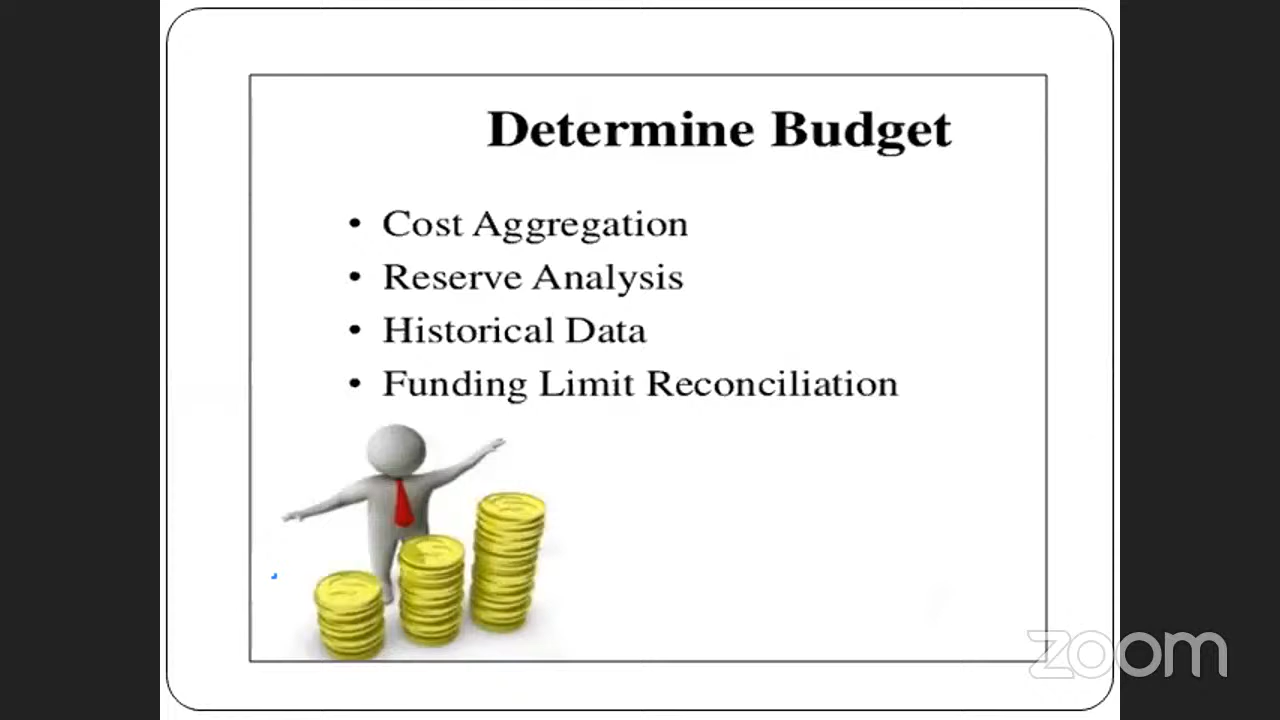 Determine Budget
• Cost Aggregation
• Reserve Analysis
• Historical Data
• Funding Limit Reconciliation
zoom